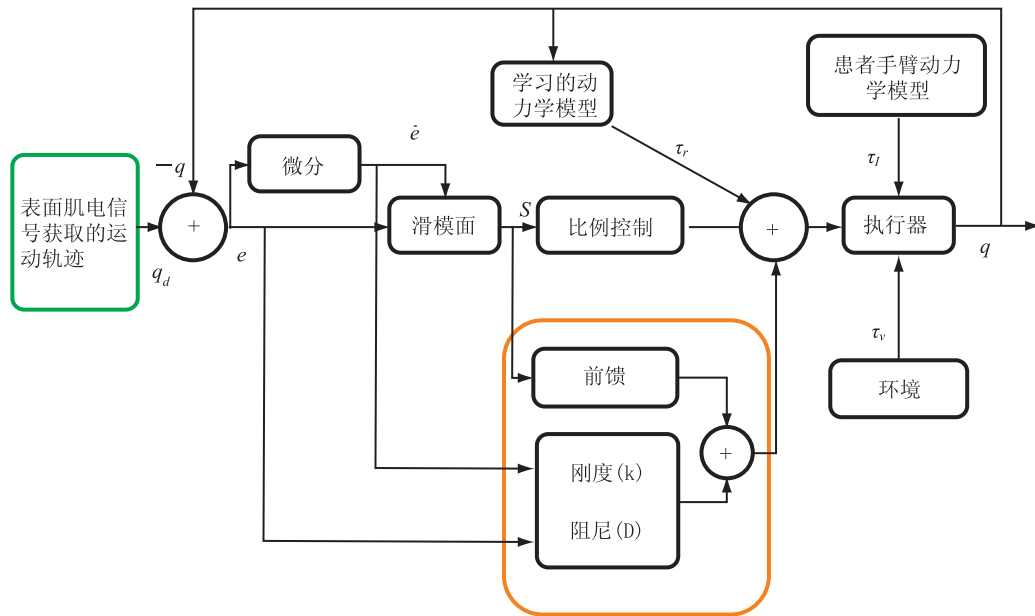 学习的动
力学模型
患者手臂动力
学模型
ė
τr
τl
−q
微分
表面肌电信
号获取的运
动轨迹
+
滑模面
S
比例控制
+
执行器
qd
e
q
τv
前馈
环境
+
刚度(k)
阻尼(D)